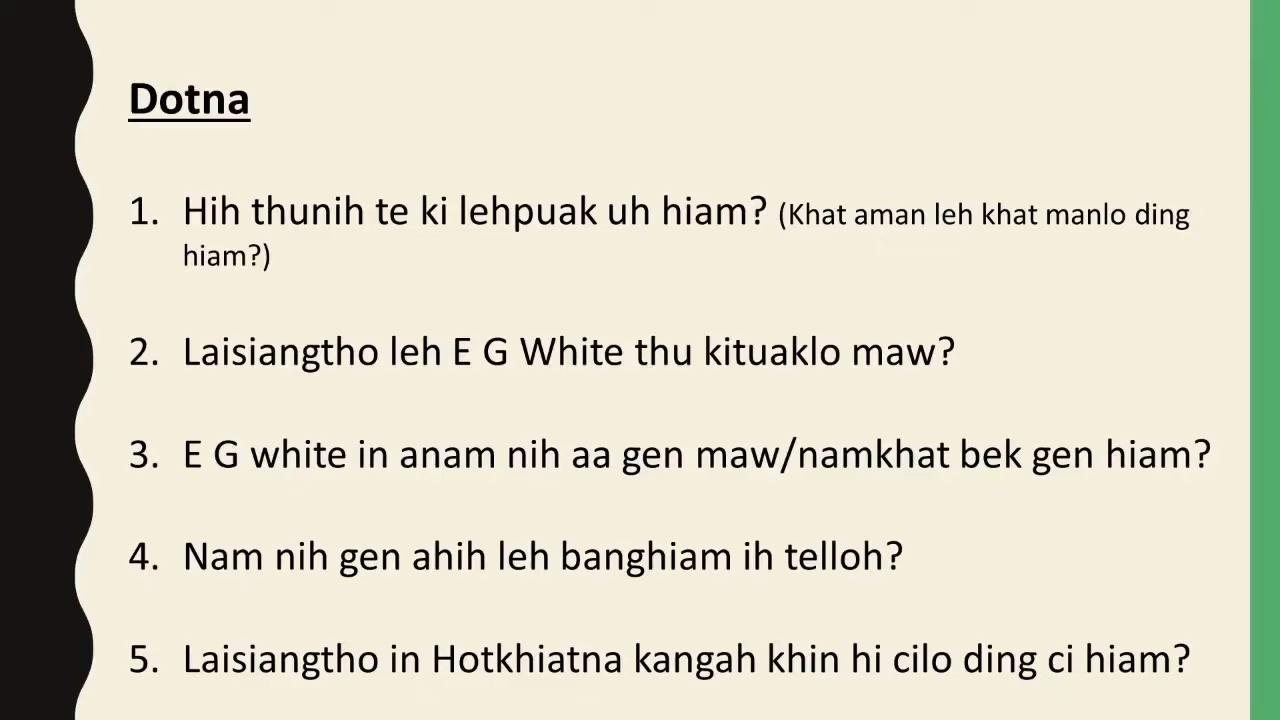 Dotna
1. Hih thunih te ki lehpuak uh hiam? (Khat aman leh khat manlo ding
hiam?)
2. Laisiangtho leh E G White thu kituaklo maw?
3. E G white in anam nih aa gen maw/namkhat bek gen hiam?
4. Nam nih gen ahih leh banghiam ih telloh?
5. Laisiangtho in Hotkhiatna kangah khin hi cilo ding ci hiam?